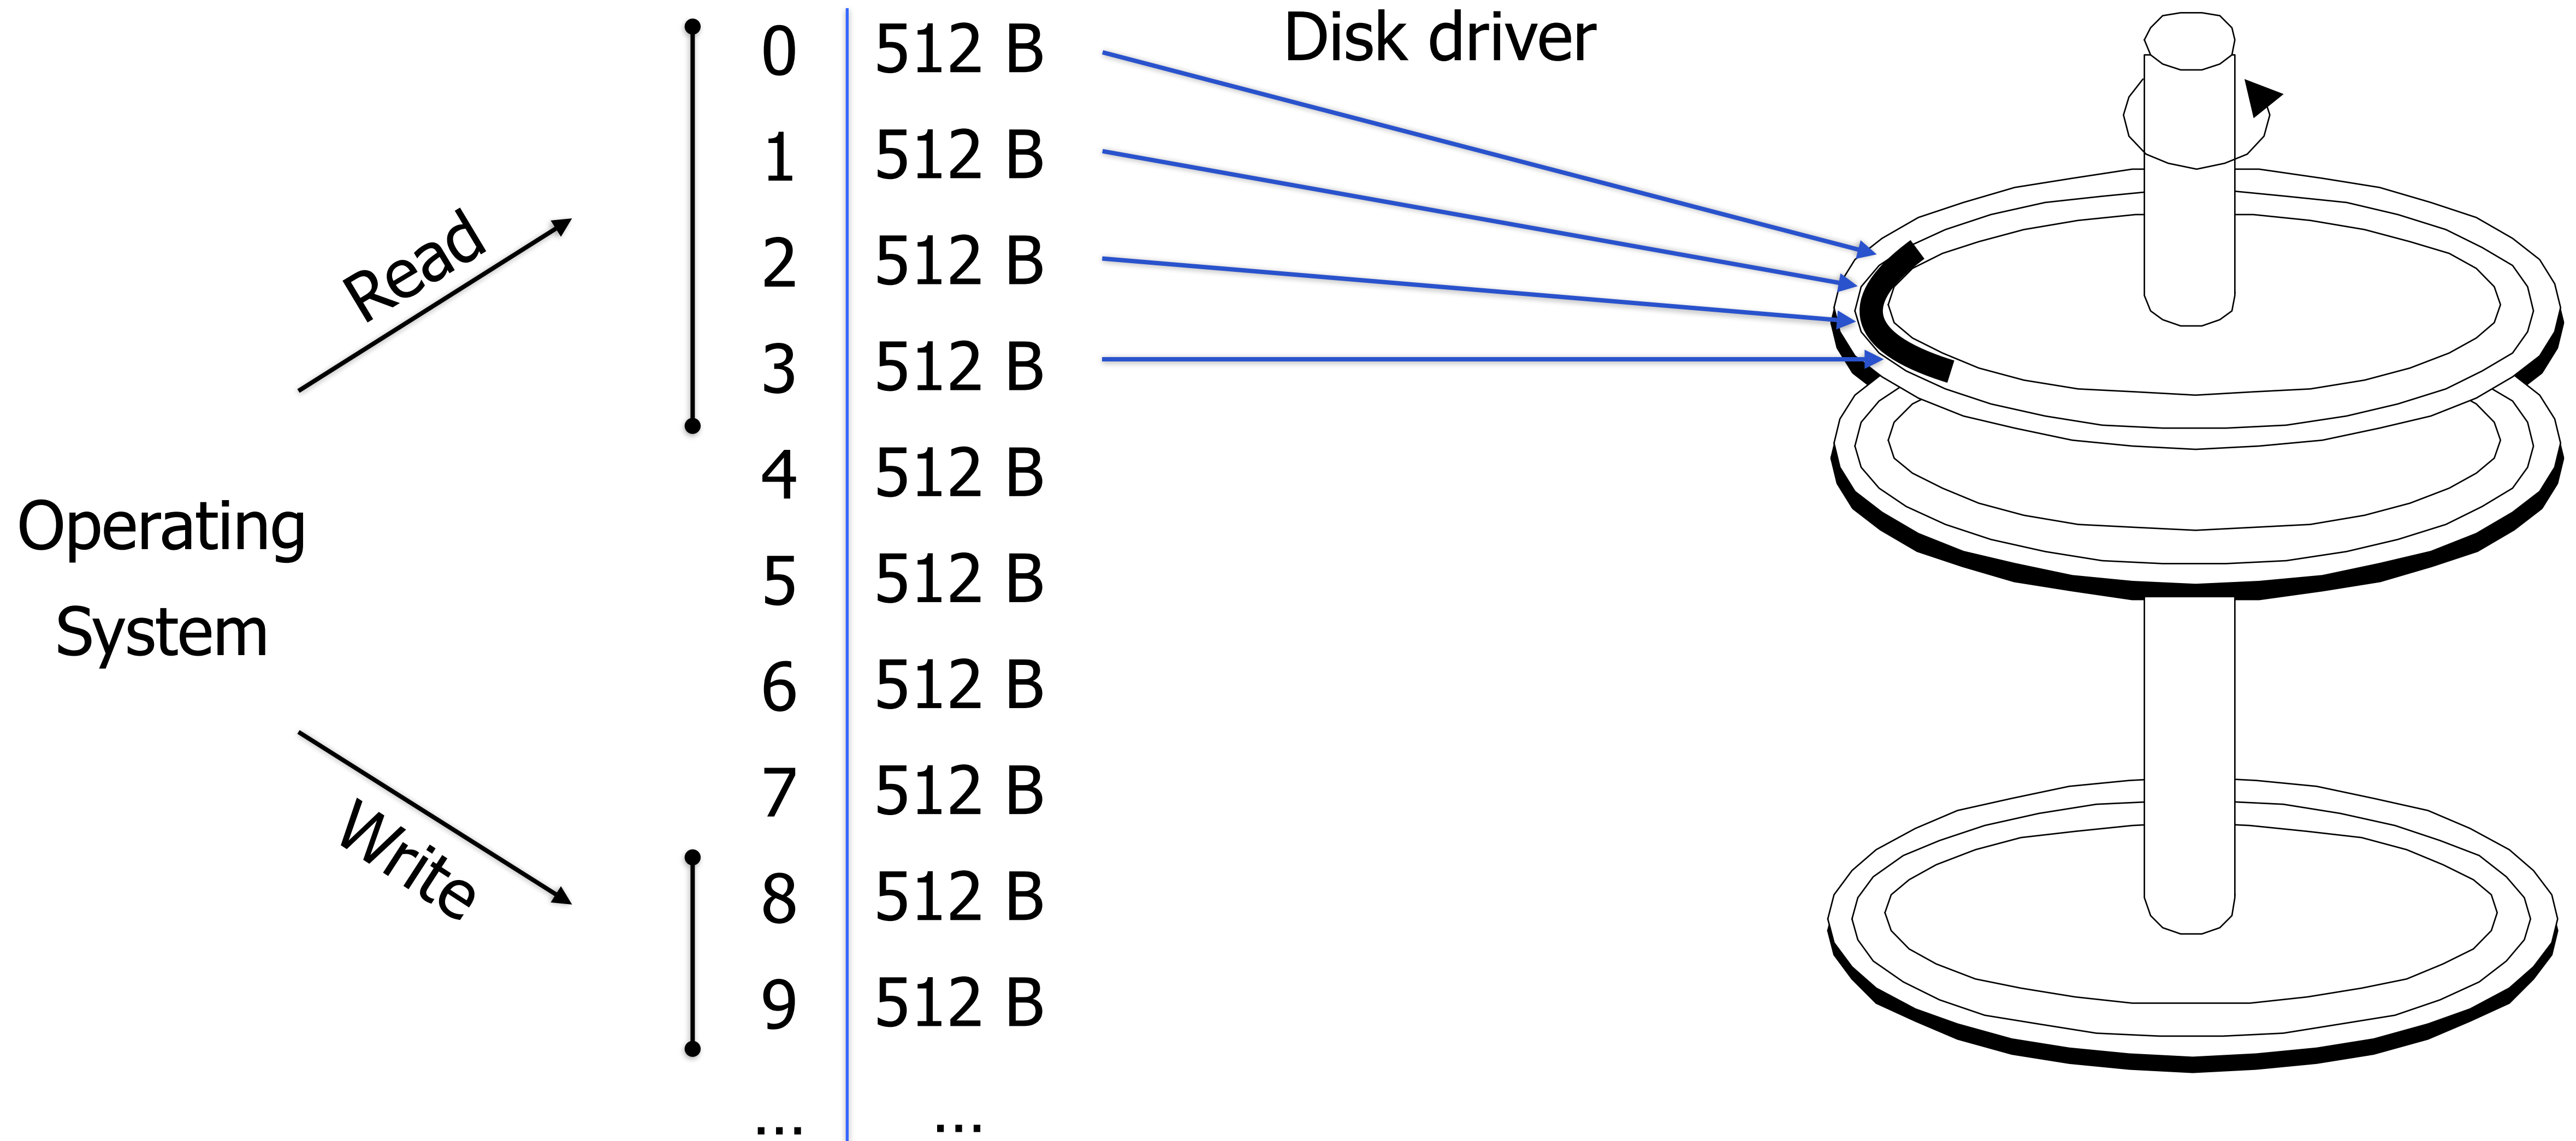 Disk driver
0 512 B
1 512 B
2 512 B
3 512 B
4 512 B
5 512 B
6 512 B
7 512 B
8 512 B
9 512 B
... ...
Read
Operating
System
Write